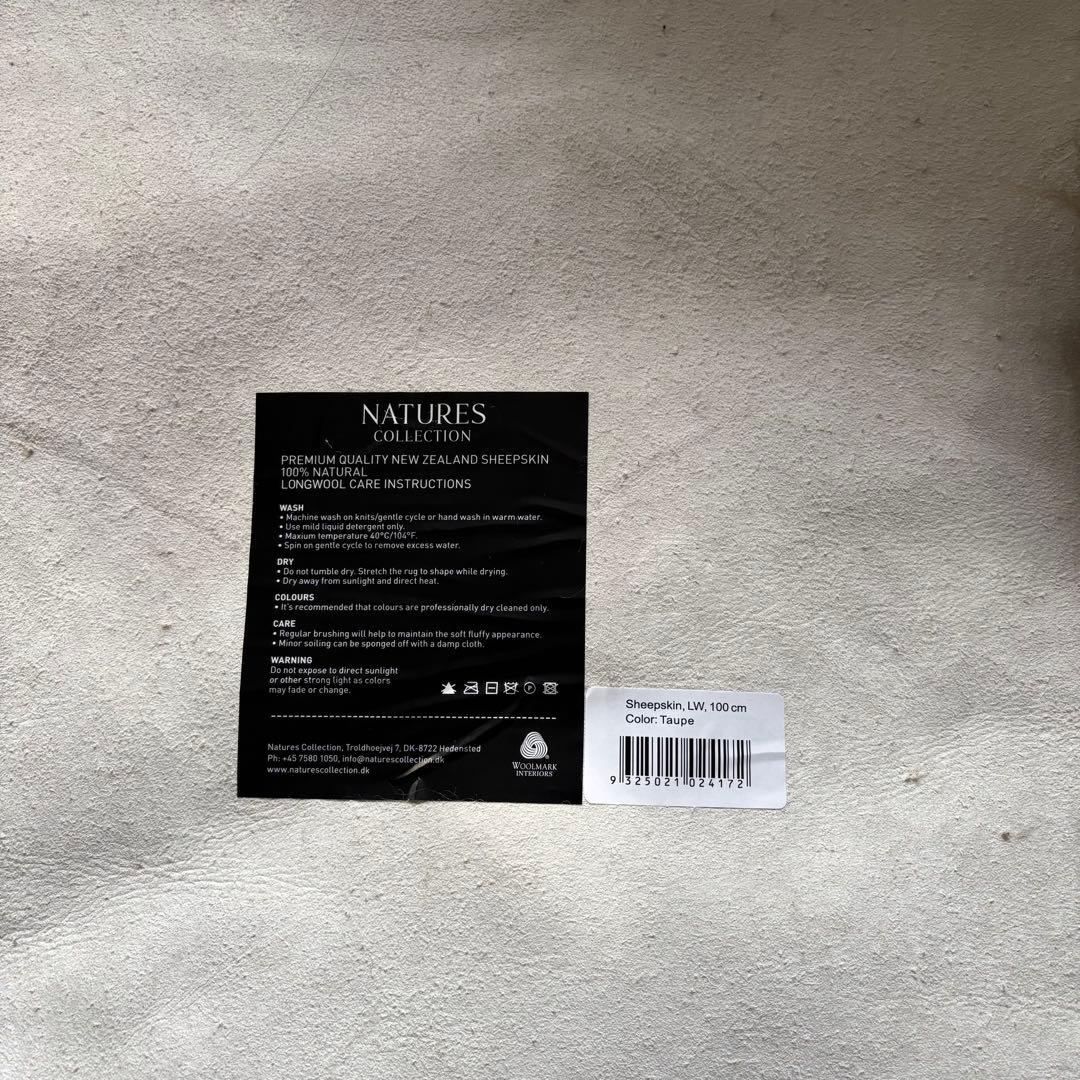 NATURES
COLLECTION
PREMIUM QUALITY NEW ZEALAND SHEEPSKIN
100% NATURAL
LONGWOOL CARE INSTRUCTIONS
WASH
• Machine wash on knits/gentle cycle or hand wash in warm water.
• Use mild liquid detergent only.
• Maxium temperature 40°C/104°F.
• Spin on gentle cycle to remove excess water.
DRY
• Do not tumble dry. Stretch the rug to shape while drying.
• Dry away from sunlight and direct heat.
COLOURS
• It's recommended that colours are professionally dry cleaned only.
CARE
• Regular brushing will help to maintain the soft fluffy appearance.
• Minor soiling can be sponged off with a damp cloth.
WARNING
Do not expose to direct sunlight
or other strong light as colors
may fade or change.
P
Natures Collection, Troldhoejvej 7, DK-8722 Hedensted
Ph: +45 7580 1050, info@naturescollection.dk
www.naturescollection.dk
WOOLMARK
INTERIORS
Sheepskin, LW, 100 cm
Color: Taupe
9 325021 024172